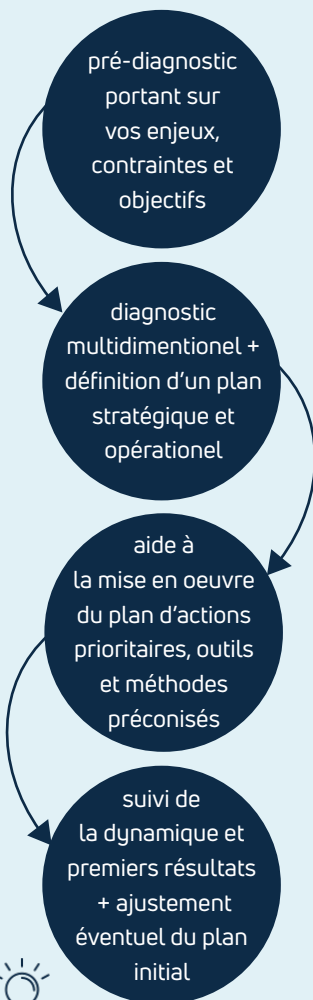 pré-diagnostic
portant sur
vos enjeux,
contraintes et
objectifs
diagnostic
multidimentionel +
définition d'un plan
stratégique et
opérationel
aide à
la mise en oeuvre
du plan d'actions
prioritaires, outils
et méthodes
préconisés
suivi de
la dynamique et
premiers résultats
+ ajustement
éventuel du plan
initial